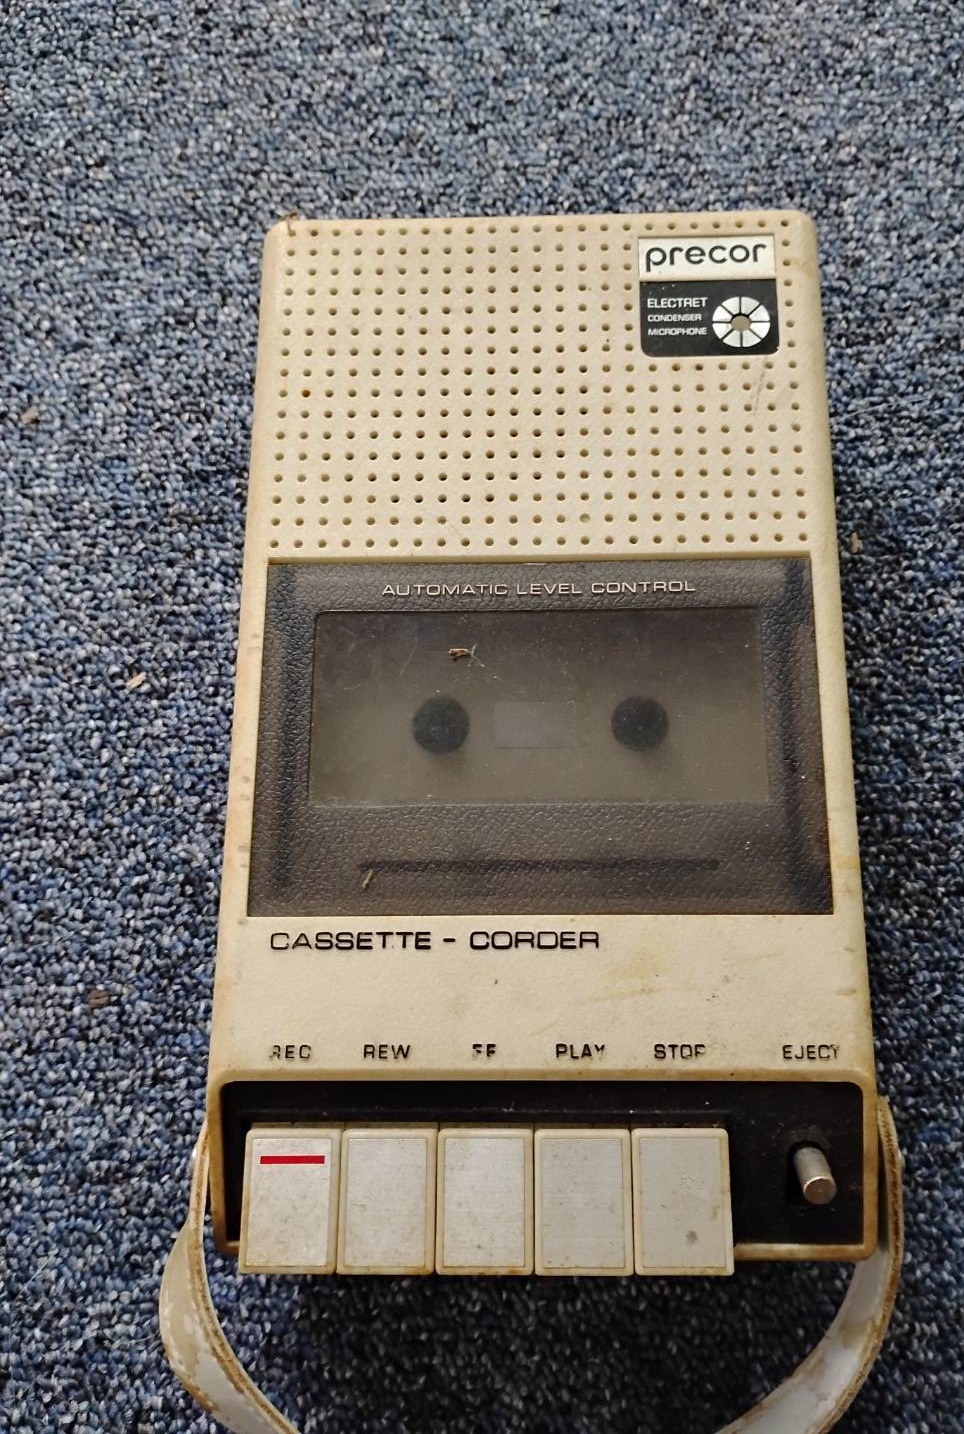 precor
ELECTRET
CONDENSER
MICROPHONE
AUTOMATIC LEVEL CONTROL
CASSETTE - CORDER
REC REW FF PLAY STOP EJECT